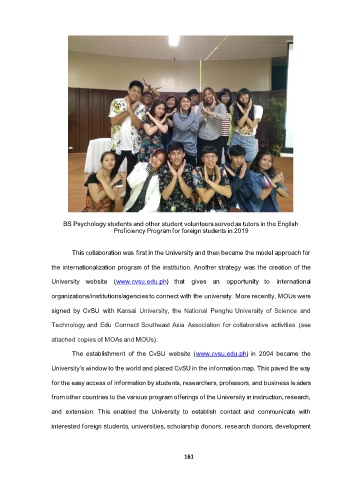 BS Psychology students and other student volunteers served as tutors in the English
Proficiency Program for foreign students in 2019
This collaboration was first in the University and then became the model approach for
the internationalization program of the institution. Another strategy was the creation of the
University website (www.cvsu.edu.ph) that gives an opportunity to international
organizations/institutions/agencies to connect with the university. More recently, MOUs were
signed by CvSU with Kansai University, the National Penghu University of Science and
Technology and Edu Connect Southeast Asia Association for collaborative activities (see
attached copies of MOAs and MOUs).
The establishment of the CvSU website (www.cvsu.edu.ph) in 2004 became the
University's window to the world and placed CvSU in the information map. This paved the way
for the easy access of information by students, researchers, professors, and business leaders
from other countries to the various program offerings of the University in instruction, research,
and extension. This enabled the University to establish contact and communicate with
interested foreign students, universities, scholarship donors, research donors, development
161